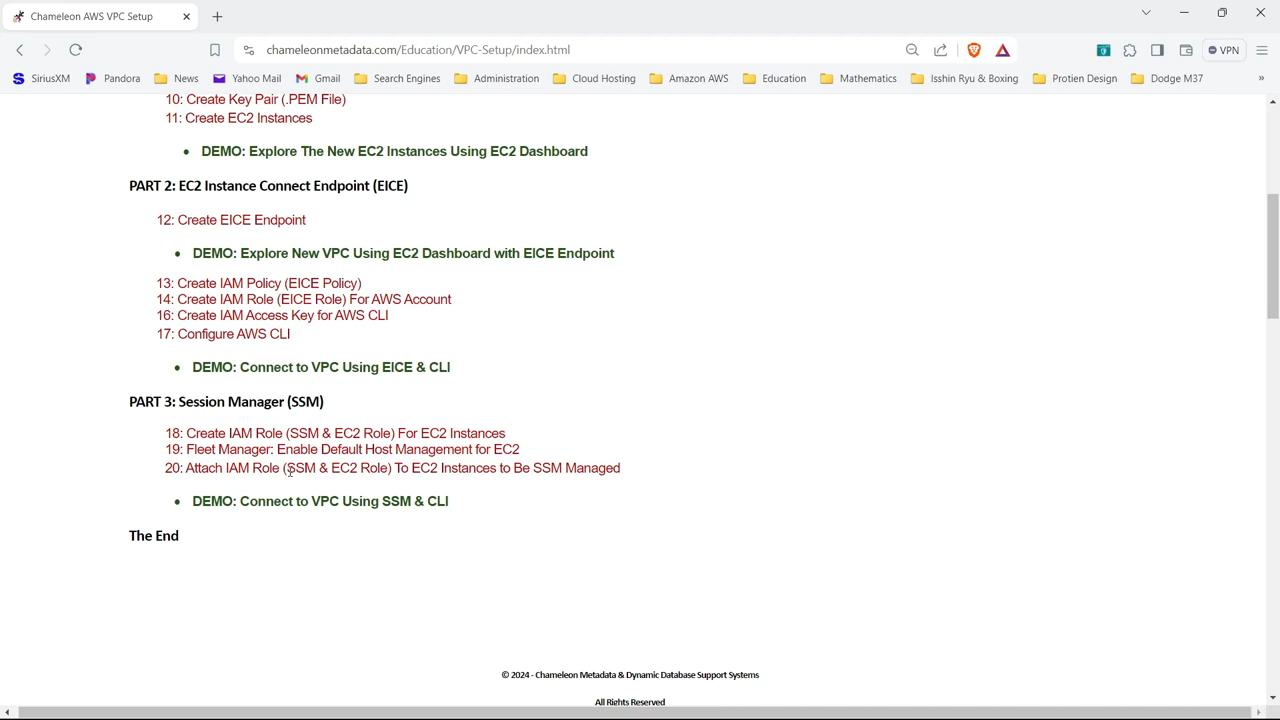 Chameleon AWS VPC Setup
chameleonmetadata.com/Education/VPC-Setup/index.html
VPN
SiriusXM Pandora News Yahoo Mail Gmail Search Engines Administration Cloud Hosting Amazon AWS Education Mathematics Isshin Ryu & Boxing Protien Design Dodge M37 »
10: Create Key Pair (.PEM File)
11: Create EC2 Instances
• DEMO: Explore The New EC2 Instances Using EC2 Dashboard
PART 2: EC2 Instance Connect Endpoint (EICE)
12: Create EICE Endpoint
• DEMO: Explore New VPC Using EC2 Dashboard with EICE Endpoint
13: Create IAM Policy (EICE Policy)
14: Create IAM Role (EICE Role) For AWS Account
16: Create IAM Access Key for AWS CLI
17: Configure AWS CLI
• DEMO: Connect to VPC Using EICE & CLI
PART 3: Session Manager (SSM)
18: Create IAM Role (SSM & EC2 Role) For EC2 Instances
19: Fleet Manager: Enable Default Host Management for EC2
20: Attach IAM Role (SSM & EC2 Role) To EC2 Instances to Be SSM Managed
• DEMO: Connect to VPC Using SSM & CLI
The End
© 2024 - Chameleon Metadata & Dynamic Database Support Systems
All Rights Reserved